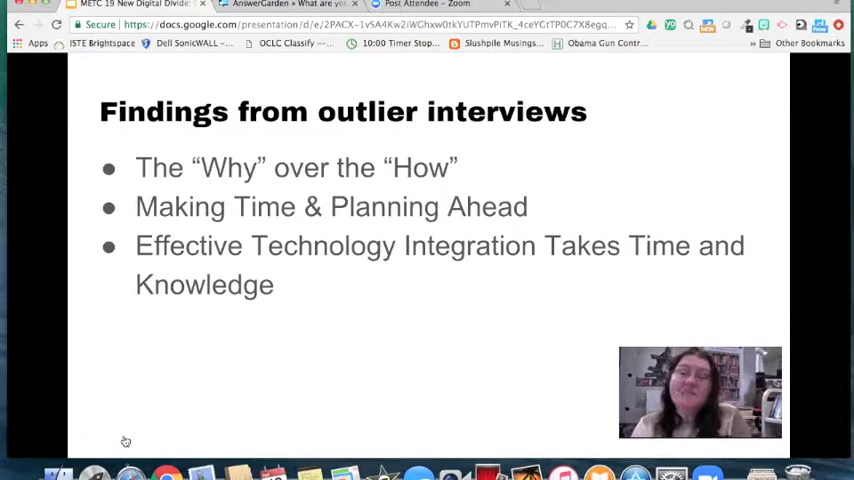 METC 19 New Digital Divide:
AnswerGarden » What are you
Post Attendee - Zoom
Secure https://docs.google.com/presentation/d/e/2PACX-1vSA4Kw2iWGhxw0tkYUTPmvPiTK_4ceYGtTP0C7X8egq...
Apps ISTE Brightspace Dell SonicWALL -... OCLC Classify -... 10:00 Timer Stop... Slushpile Musings... Obama Gun Contr... » Other Bookmarks
Findings from outlier interviews
● The “Why” over the “How”
● Making Time & Planning Ahead
● Effective Technology Integration Takes Time and
Knowledge